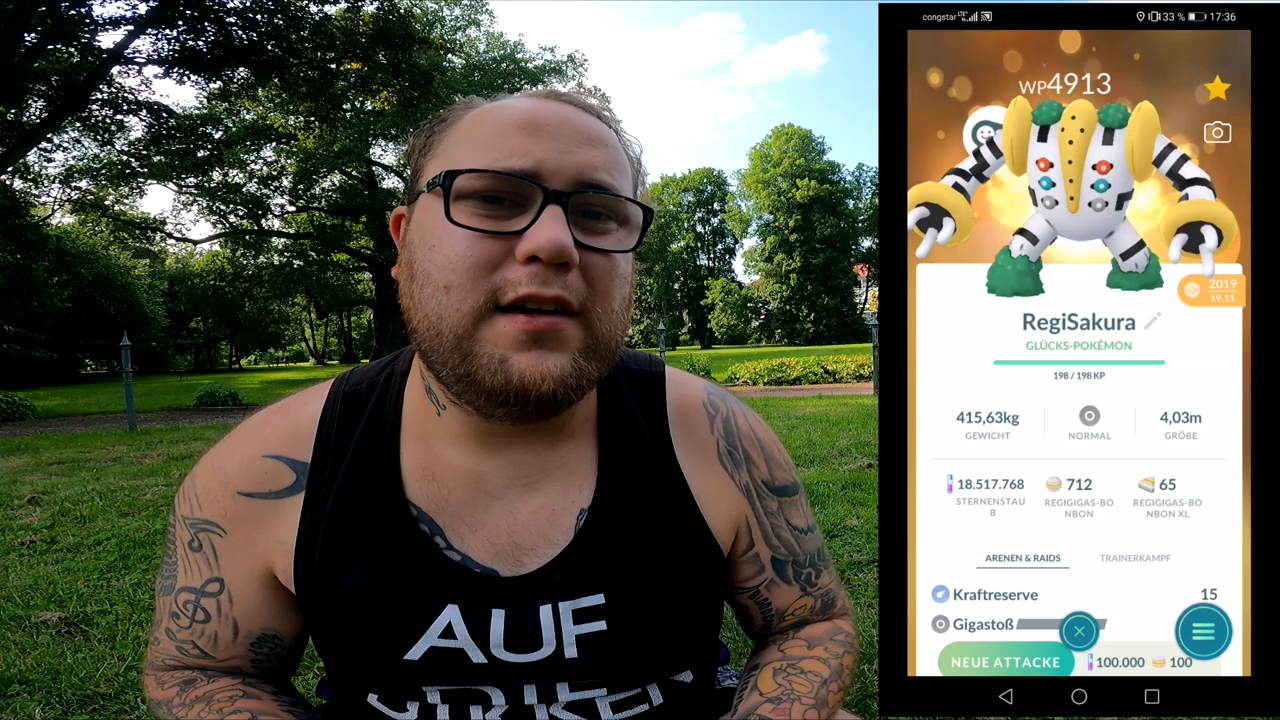 AUF
congstar LTE+ 33 % 17:36
WP4913
2019
19.11
RegiSakura
GLÜCKS-POKÉMON
198 / 198 KP
415,63kg
GEWICHT
NORMAL
4,03m
GRÖßE
18.517.768
STERNENSTAU
B
712
REGIGIGAS-BO
NBON
65
REGIGIGAS-BO
NBON XL
ARENEN & RAIDS
TRAINERKAMPF
Kraftreserve 15
Gigastoß
NEUE ATTACKE 100.000 100